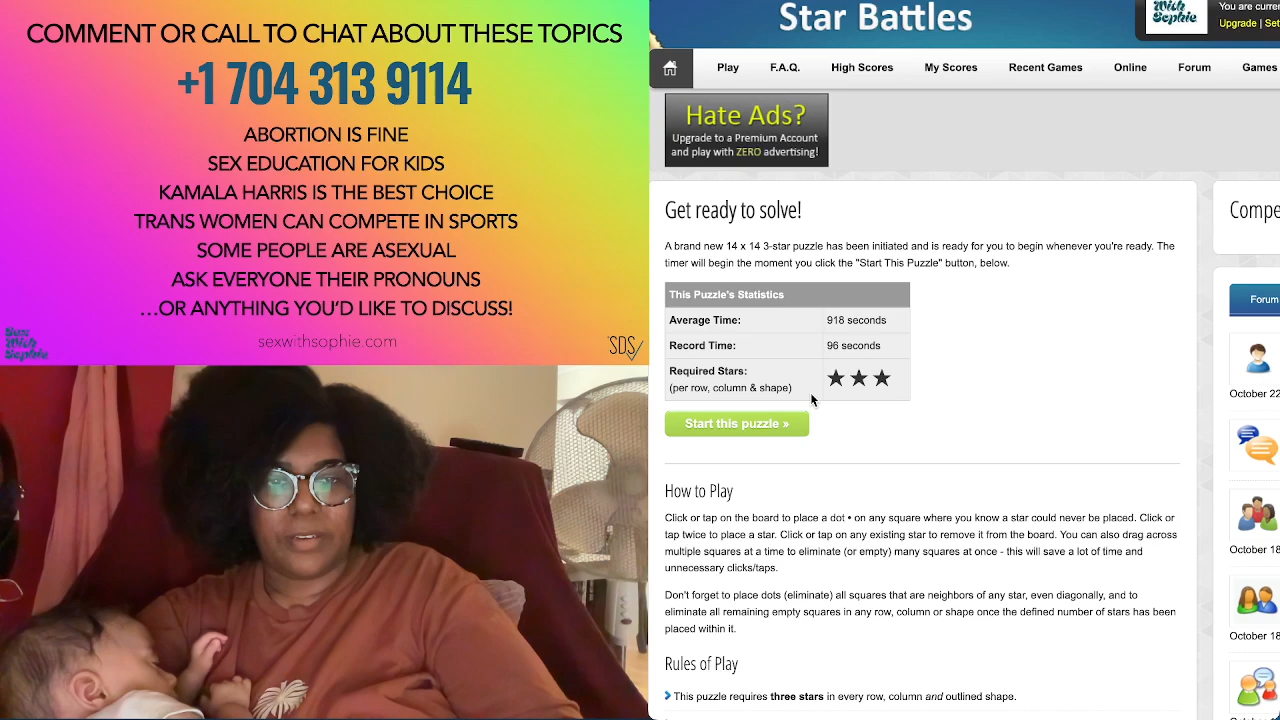 COMMENT OR CALL TO CHAT ABOUT THESE TOPICS
+1 704 313 9114
ABORTION IS FINE
SEX EDUCATION FOR KIDS
KAMALA HARRIS IS THE BEST CHOICE
TRANS WOMEN CAN COMPETE IN SPORTS
SOME PEOPLE ARE ASEXUAL
ASK EVERYONE THEIR PRONOUNS
…OR ANYTHING YOU'D LIKE TO DISCUSS!
sexwithsophie.com
Sex
With
Sophie
SDS
Star Battles
With
Sophie
You are curren
Upgrade | Set
Play F.A.Q. High Scores My Scores Recent Games Online Forum Games
Hate Ads?
Upgrade to a Premium Account
and play with ZERO advertising!
Get ready to solve!
A brand new 14 x 14 3-star puzzle has been initiated and is ready for you to begin whenever you're ready. The
timer will begin the moment you click the "Start This Puzzle" button, below.
This Puzzle's Statistics
Average Time: 918 seconds
Record Time: 96 seconds
Required Stars:
(per row, column & shape)
Start this puzzle »
How to Play
Click or tap on the board to place a dot • on any square where you know a star could never be placed. Click or
tap twice to place a star. Click or tap on any existing star to remove it from the board. You can also drag across
multiple squares at a time to eliminate (or empty) many squares at once - this will save a lot of time and
unnecessary clicks/taps.
Don't forget to place dots (eliminate) all squares that are neighbors of any star, even diagonally, and to
eliminate all remaining empty squares in any row, column or shape once the defined number of stars has been
placed within it.
Rules of Play
This puzzle requires three stars in every row, column and outlined shape.
Compe
Forum
October 22
October 18
October 18